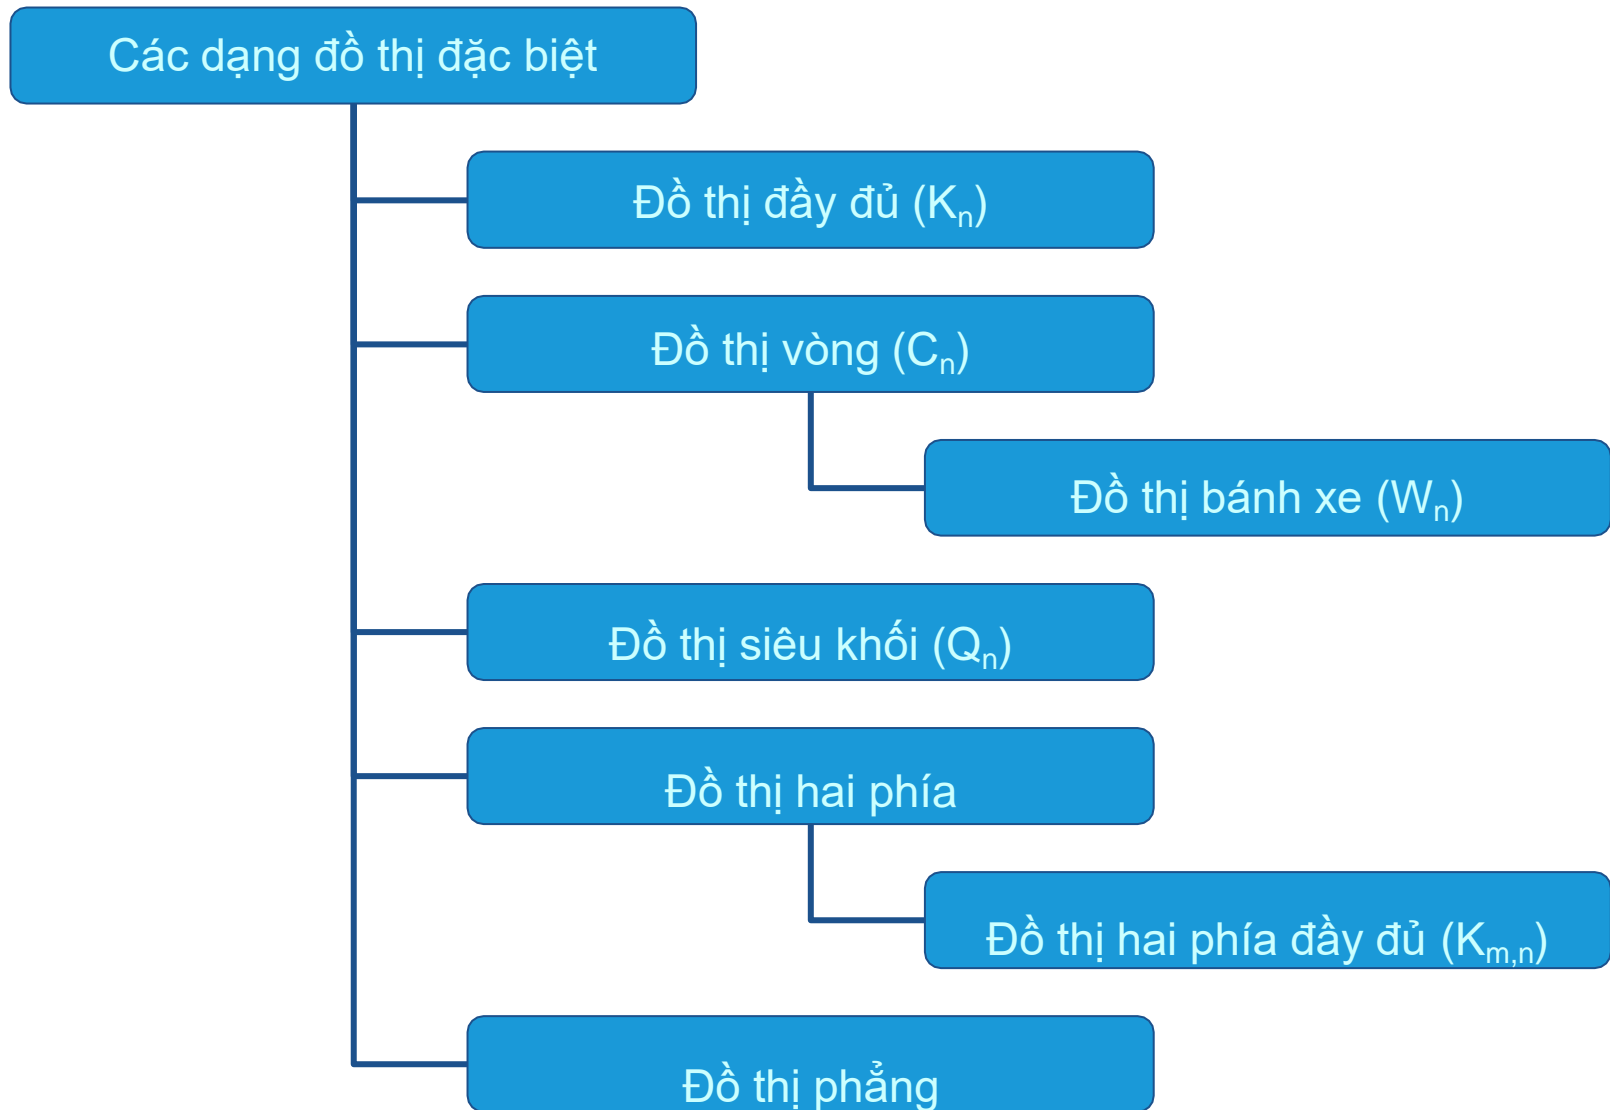 Các dạng đồ thị đặc biệt
Đồ thị đầy đủ (Kₙ)
Đồ thị vòng (Cₙ)
Đồ thị bánh xe (Wₙ)
Đồ thị siêu khối (Qₙ)
Đồ thị hai phía
Đồ thị hai phía đầy đủ (Km,n)
Đồ thị phẳng